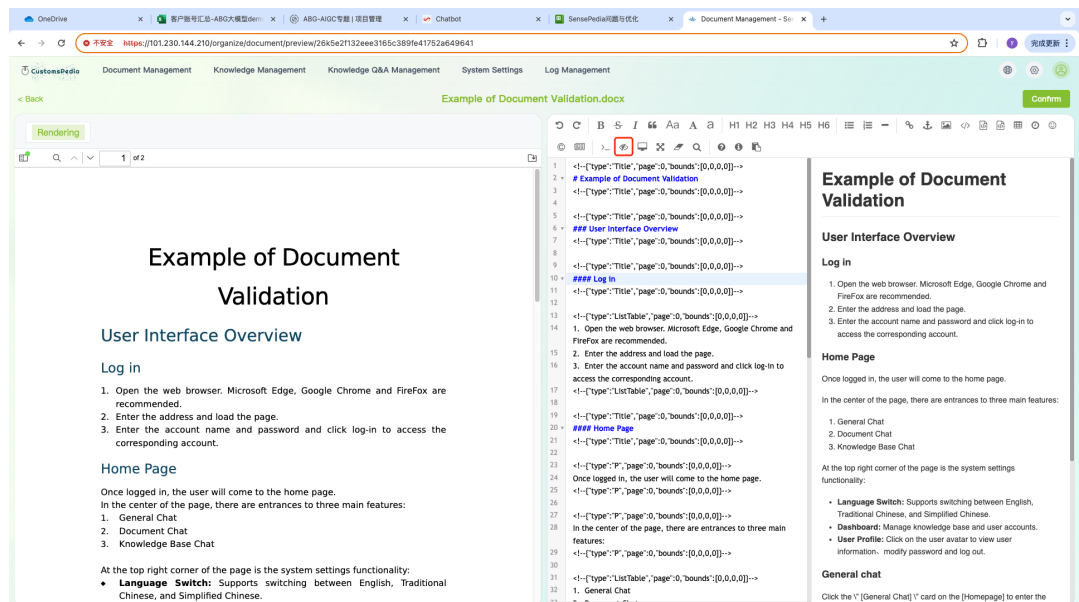 OneDrive
客户账号汇总-ABG大模型dem
ABG-AIGC专题 | 项目管理
Chatbot
SensePedia问题与优化
Document Management - Se
不安全 https://101.230.144.210/organize/document/preview/26k5e2f132eee3165c389fe41752a649641
完成更新
CustomsPedia
Document Management
Knowledge Management
Knowledge Q&A Management
System Settings
Log Management
< Back
Example of Document Validation.docx
Confirm
Rendering
1 of 2
Example of Document
Validation
User Interface Overview
Log in
1. Open the web browser. Microsoft Edge, Google Chrome and FireFox are
recommended.
2. Enter the address and load the page.
3. Enter the account name and password and click log-in to access the
corresponding account.
Home Page
Once logged in, the user will come to the home page.
In the center of the page, there are entrances to three main features:
1. General Chat
2. Document Chat
3. Knowledge Base Chat
At the top right corner of the page is the system settings functionality:
◆ Language Switch: Supports switching between English, Traditional
Chinese, and Simplified Chinese.
B S I Aa A a H1 H2 H3 H4 H5 H6
1 <!--{"type":"Title","page":0,"bounds":[0,0,0,0]}-->
2 # Example of Document Validation
3 <!--{"type":"Title","page":0,"bounds":[0,0,0,0]}-->
4
5 <!--{"type":"Title","page":0,"bounds":[0,0,0,0]}-->
6 ### User Interface Overview
7 <!--{"type":"Title","page":0,"bounds":[0,0,0,0]}-->
8
9 <!--{"type":"Title","page":0,"bounds":[0,0,0,0]}-->
10 #### Log in
11 <!--{"type":"Title","page":0,"bounds":[0,0,0,0]}-->
12
13 <!--{"type":"ListTable","page":0,"bounds":[0,0,0,0]}-->
14 1. Open the web browser. Microsoft Edge, Google Chrome and
FireFox are recommended.
15 2. Enter the address and load the page.
16 3. Enter the account name and password and click log-in to
access the corresponding account.
17 <!--{"type":"ListTable","page":0,"bounds":[0,0,0,0]}-->
18
19 <!--{"type":"Title","page":0,"bounds":[0,0,0,0]}-->
20 #### Home Page
21 <!--{"type":"Title","page":0,"bounds":[0,0,0,0]}-->
22
23 <!--{"type":"P","page":0,"bounds":[0,0,0,0]}-->
24 Once logged in, the user will come to the home page.
25 <!--{"type":"P","page":0,"bounds":[0,0,0,0]}-->
26
27 <!--{"type":"P","page":0,"bounds":[0,0,0,0]}-->
28 In the center of the page, there are entrances to three main
features:
29 <!--{"type":"P","page":0,"bounds":[0,0,0,0]}-->
30
31 <!--{"type":"ListTable","page":0,"bounds":[0,0,0,0]}-->
32 1. General Chat
Example of Document
Validation
User Interface Overview
Log in
1. Open the web browser. Microsoft Edge, Google Chrome and
FireFox are recommended.
2. Enter the address and load the page.
3. Enter the account name and password and click log-in to
access the corresponding account.
Home Page
Once logged in, the user will come to the home page.
In the center of the page, there are entrances to three main features:
1. General Chat
2. Document Chat
3. Knowledge Base Chat
At the top right corner of the page is the system settings
functionality:
• Language Switch: Supports switching between English,
Traditional Chinese, and Simplified Chinese.
• Dashboard: Manage knowledge base and user accounts.
• User Profile: Click on the user avatar to view user
information、modify password and log out.
General chat
Click the \" [General Chat] \" card on the [Homepage] to enter the